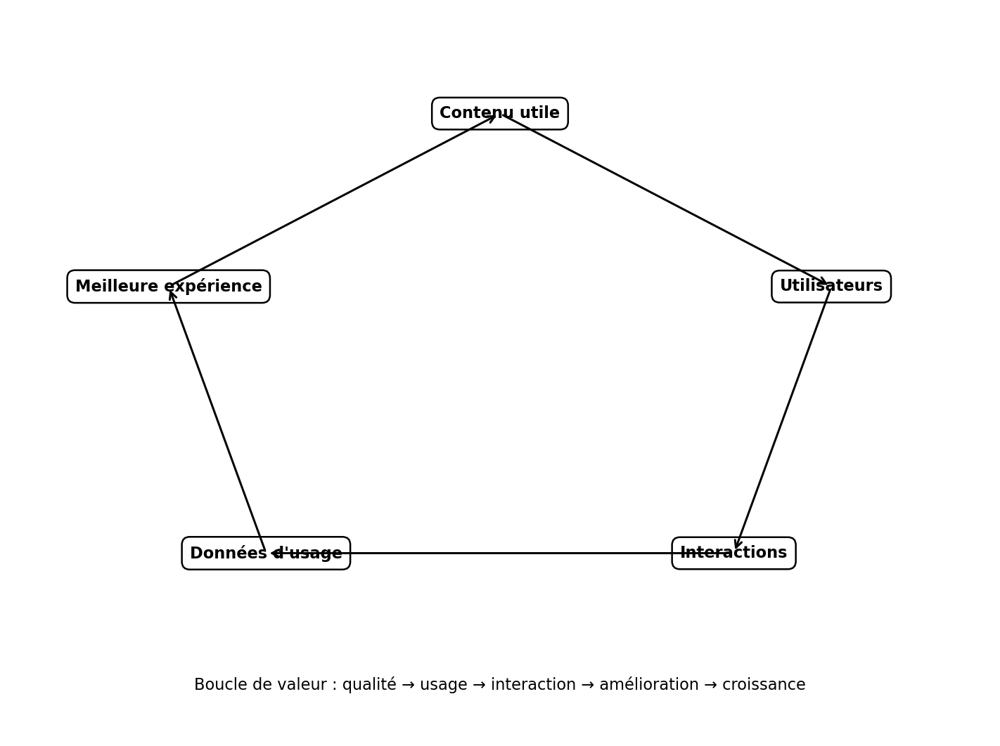 Contenu utile
Meilleure expérience
Utilisateurs
Données d'usage
Interactions
Boucle de valeur : qualité → usage → interaction → amélioration → croissance